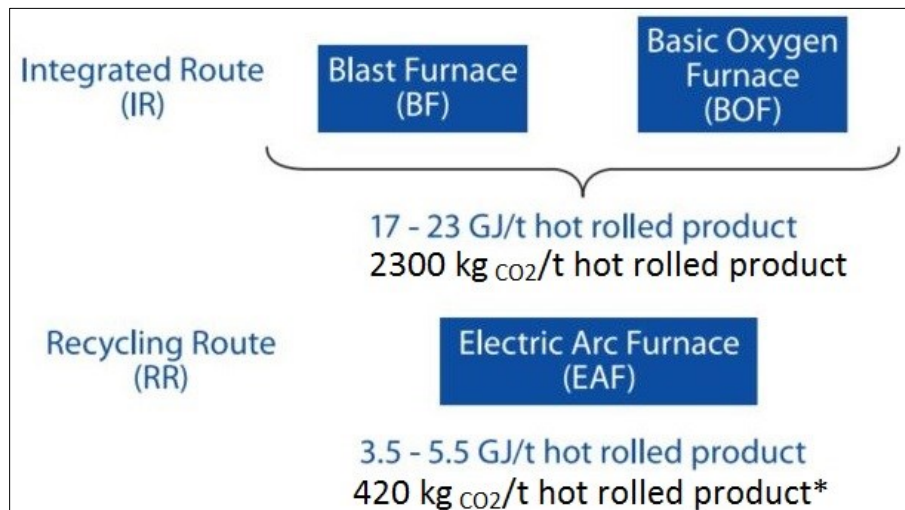 Integrated Route
(IR)
Blast Furnace
(BF)
Basic Oxygen
Furnace
(BOF)
17 - 23 GJ/t hot rolled product
2300 kg CO2/t hot rolled product
Recycling Route
(RR)
Electric Arc Furnace
(EAF)
3.5 - 5.5 GJ/t hot rolled product
420 kg CO2/t hot rolled product*